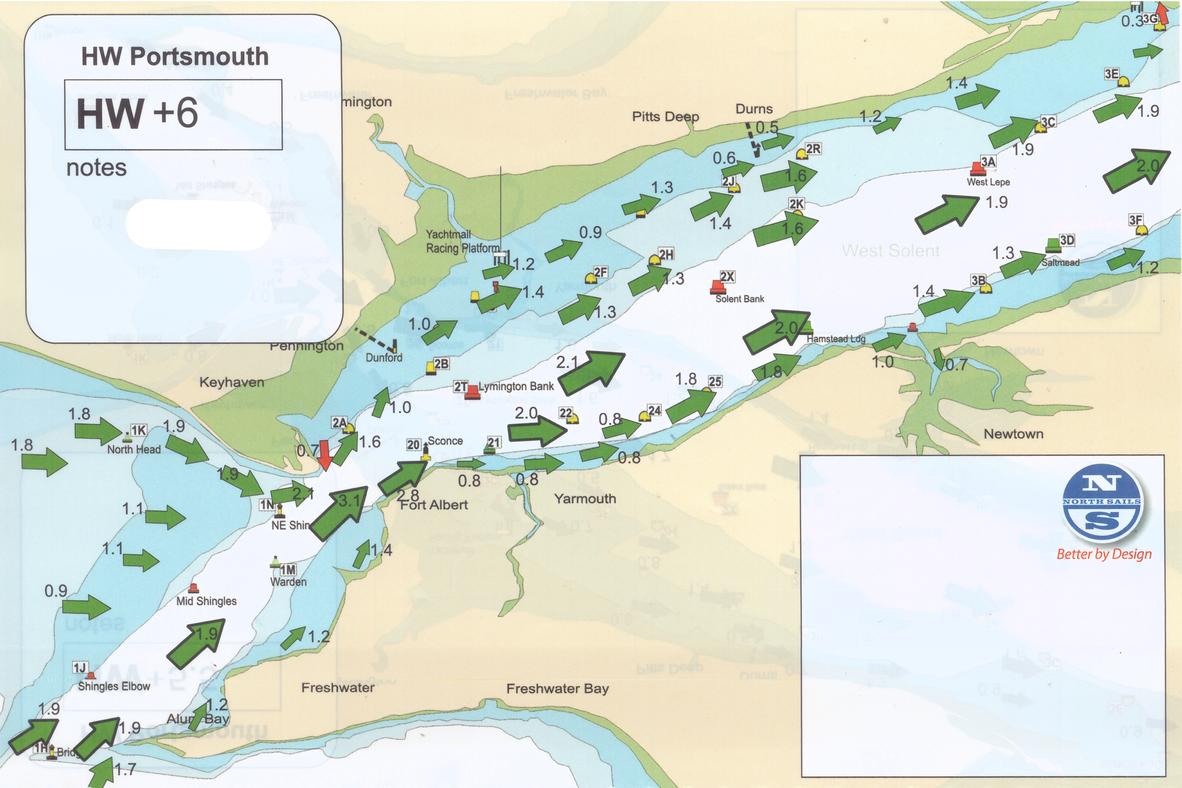 HW Portsmouth
HW +6
notes
mington
Pitts Deep
Durns
0.3
3G
3E
1.4
1.9
1.2
3C
1.9
0.5
2R
0.6
1.6
2J
3A
West Lepe
2.0
1.3
1.4
2K
1.6
1.9
3F
West Solent
Yachtmail
Racing Platform
0.9
3D
Saltmead
1.2
2F
2H
1.3
1.3
1.2
1.4
2X
Solent Bank
3B
1.4
1.3
1.0
Pennington
Dunford
2.0
Hamstead Ldg
1.0
0.7
2B
2.1
1.8
Keyhaven
2T
Lymington Bank
1.8
25
1.0
1.8
1K
North Head
1.9
2A
0.7
1.6
2.0
22
0.8
24
Newtown
1.8
20
Sconce
21
0.8
0.8
0.8
1.9
2.1
3.1
2.8
Fort Albert
Yarmouth
1N
NE Shin
1.1
1.1
1.4
1M
Warden
0.9
Mid Shingles
1.9
1.2
1J
Shingles Elbow
Freshwater
Freshwater Bay
1.9
1.2
Alum Bay
1.9
1H
Bridg
1.7
N
NORTH SAILS
S
Better by Design